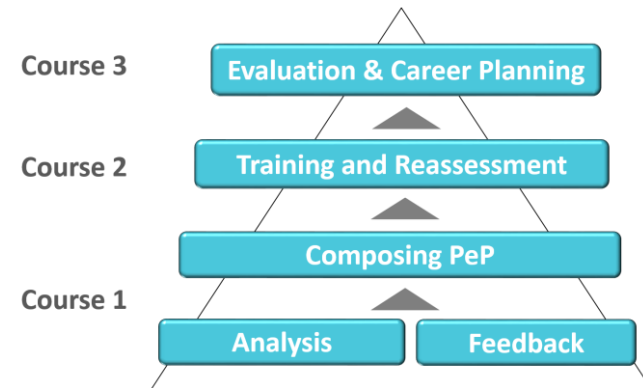 Course 3
Evaluation & Career Planning
Course 2
Training and Reassessment
Composing PeP
Course 1
Analysis
Feedback